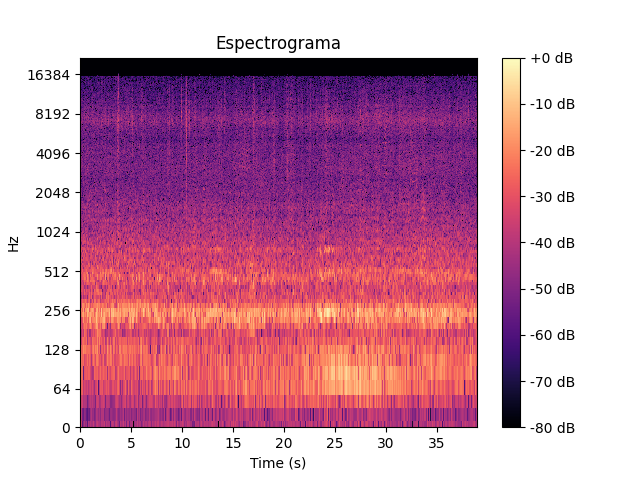 Espectrograma
16384
8192
4096
2048
1024
512
256
128
64
0
Hz
0 5 10 15 20 25 30 35
Time (s)
+0 dB
-10 dB
-20 dB
-30 dB
-40 dB
-50 dB
-60 dB
-70 dB
-80 dB